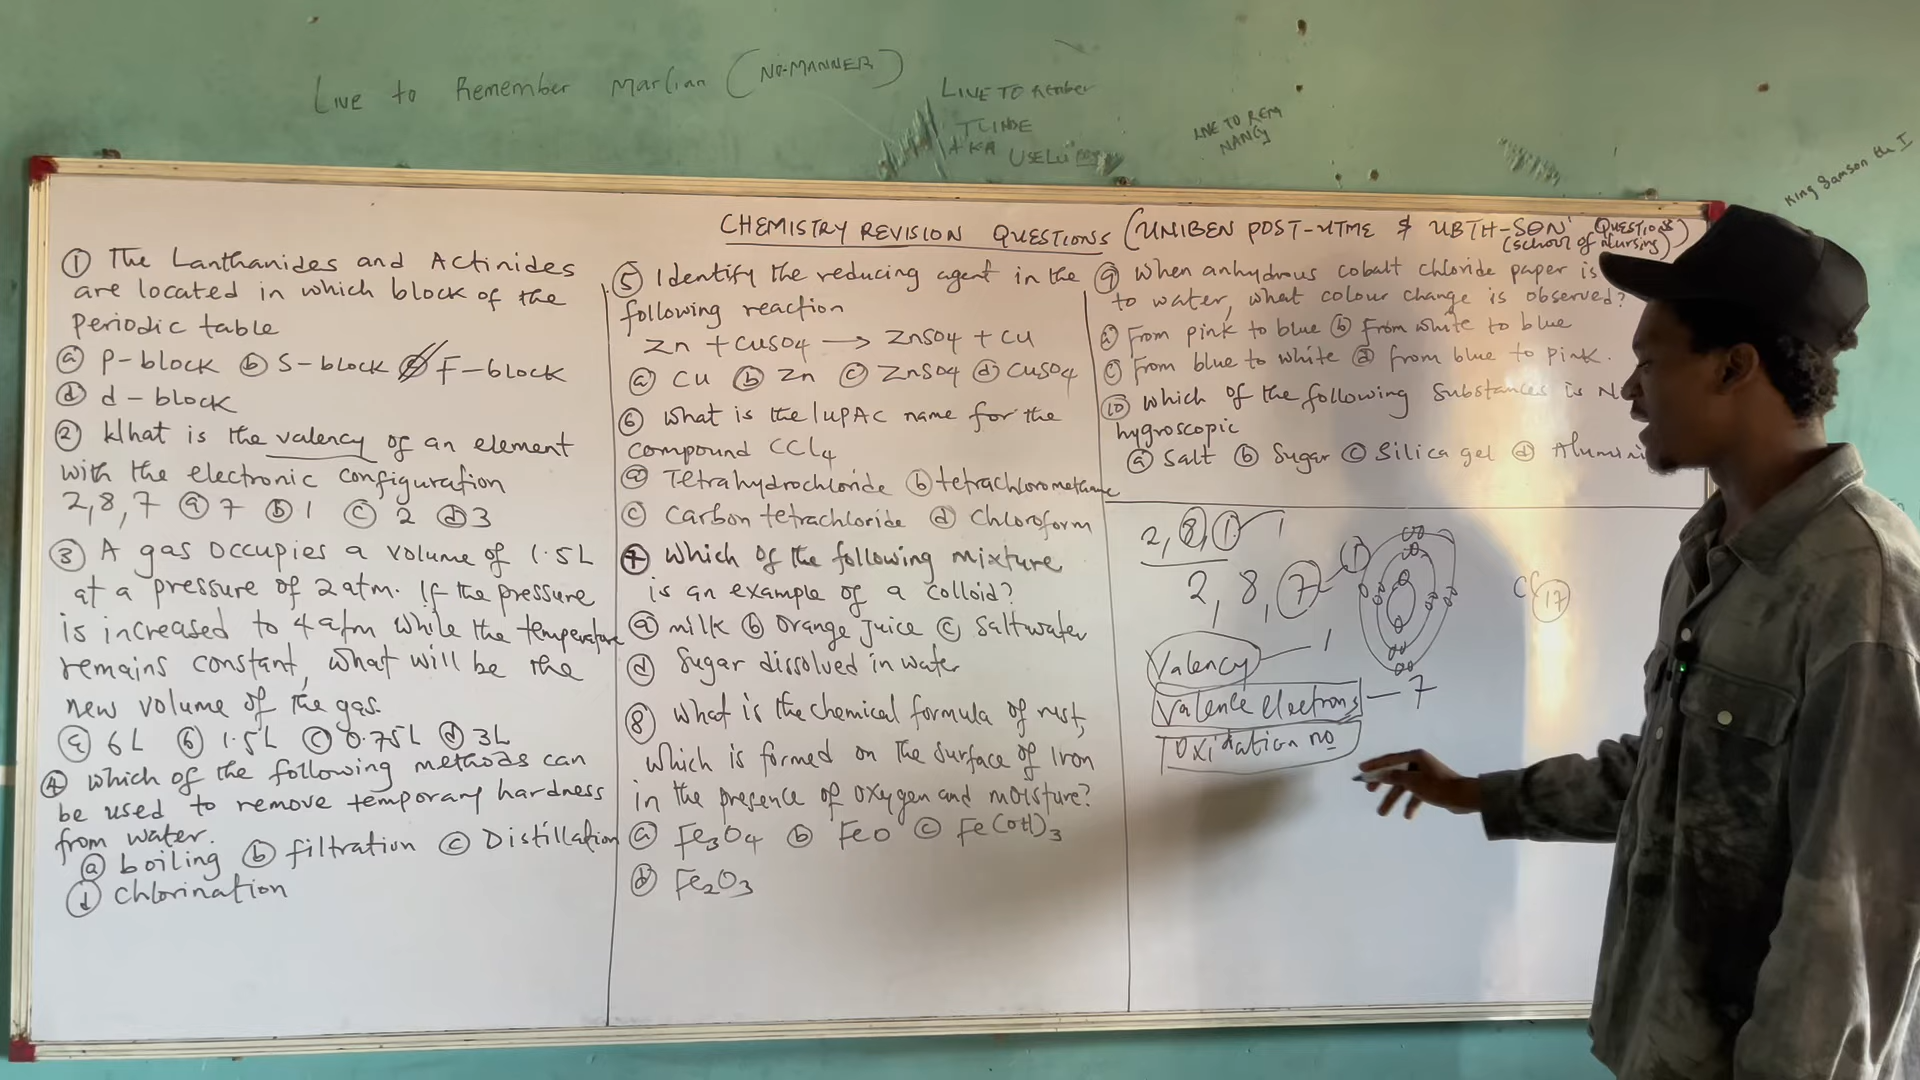 LIVE to Remember Marlian (NO-MANNER)
LIVE TO REMBER
TLINDE
AKA USELU
LIVE TO REM
NANCY
King Samson the I
CHEMISTRY REVISION QUESTIONS (UNIBEN POST-UTME & UBTH-SON QUESTIONS)
(School of Nursing)
① The Lanthanides and Actinides
are located in which block of the
Periodic table
ⓐ P-block ⓑ S-block ⓒ F-block
ⓓ d-block
② What is the valency of an element
with the electronic configuration
2,8,7 ⓐ 7 ⓑ 1 ⓒ 2 ⓓ 3
③ A gas occupies a volume of 1.5L
at a pressure of 2atm. If the pressure
is increased to 4atm while the temperature
remains constant, what will be the
new volume of the gas.
ⓐ 6L ⓑ 1.5L ⓒ 0.75L ⓓ 3L
④ Which of the following methods can
be used to remove temporary hardness
from water.
ⓐ boiling ⓑ filtration ⓒ Distillation
ⓓ Chlorination
⑤ Identify the reducing agent in the
following reaction
Zn + CuSO4 → ZnSO4 + Cu
ⓐ Cu ⓑ Zn ⓒ ZnSO4 ⓓ CuSO4
⑥ What is the IUPAC name for the
compound CCl4
ⓐ Tetrahydrochloride ⓑ tetrachloromethane
ⓒ Carbon tetrachloride ⓓ Chloroform
⑦ Which of the following mixture
is an example of a colloid?
ⓐ milk ⓑ Orange juice ⓒ Saltwater
ⓓ Sugar dissolved in water
⑧ What is the chemical formula of rust,
which is formed on the surface of Iron
in the presence of oxygen and moisture?
ⓐ Fe3O4 ⓑ FeO ⓒ Fe(OH)3
ⓓ Fe2O3
⑨ When anhydrous cobalt chloride paper is
to water, what colour change is observed?
ⓐ From pink to blue ⓑ From white to blue
ⓒ From blue to white ⓓ from blue to pink.
⑩ Which of the following Substances is
hygroscopic
ⓐ Salt ⓑ Sugar ⓒ Silica gel ⓓ
2,8,1 1
2,8,7 - 1
Cl 17
Valency — 1
Valence electrons — 7
Oxidation no